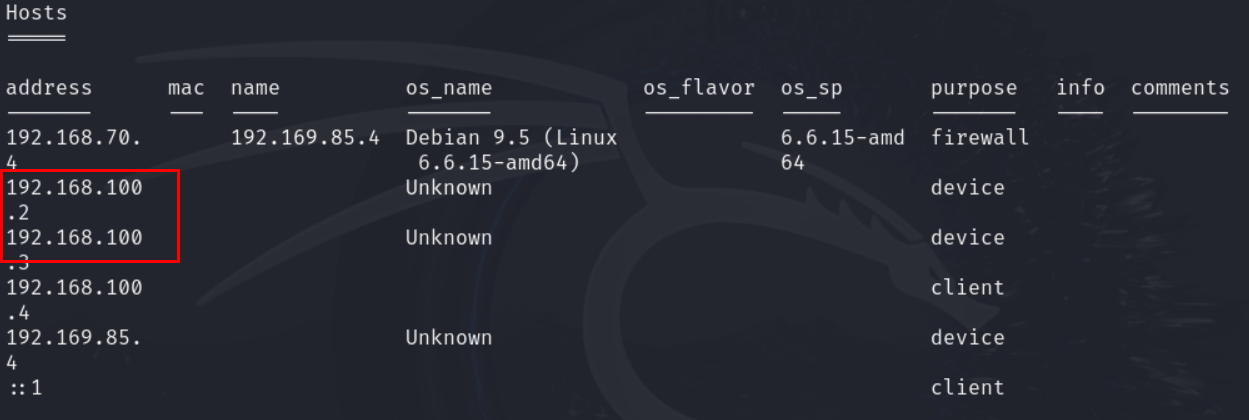 Hosts
=====
address mac name os_name os_flavor os_sp purpose info comments
192.168.70. 192.169.85.4 Debian 9.5 (Linux 6.6.15-amd firewall
4 6.6.15-amd64) 64
192.168.100 Unknown device
.2
192.168.100 Unknown device
.3
192.168.100 client
.4
192.169.85. Unknown device
4
::1 client